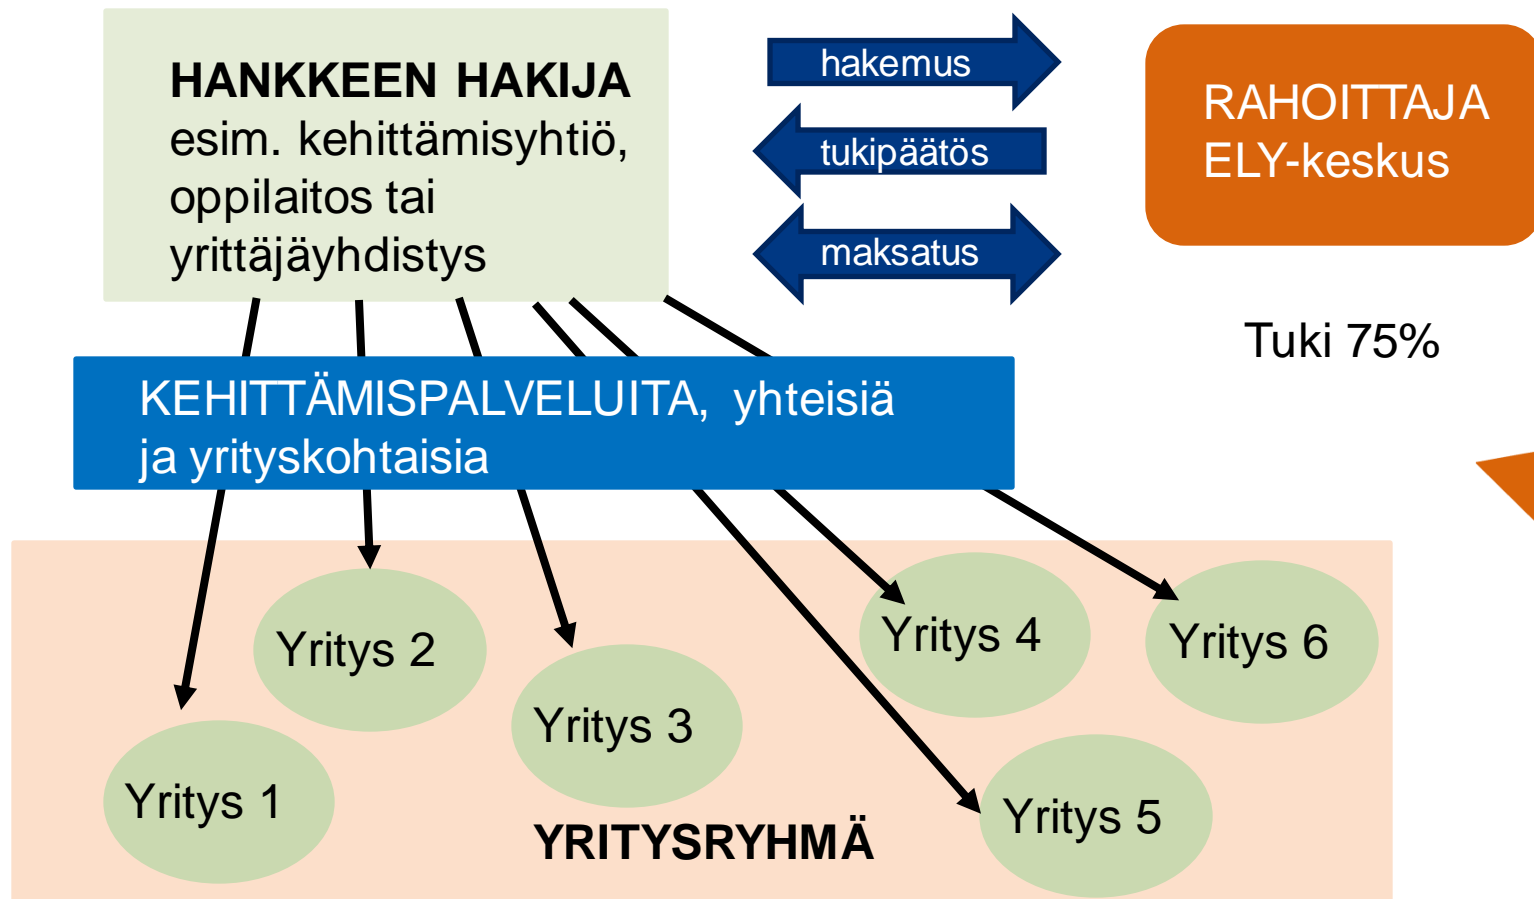 HANKKEEN HAKIJA
esim. kehittämisyhtiö,
oppilaitos tai
yrittäjäyhdistys
hakemus
tukipäätös
maksatus
RAHOITTAJA
ELY-keskus
Tuki 75%
KEHITTÄMISPALVELUITA, yhteisiä
ja yrityskohtaisia
Yritys 1
Yritys 2
Yritys 3
Yritys 4
Yritys 5
Yritys 6
YRITYSRYHMÄ